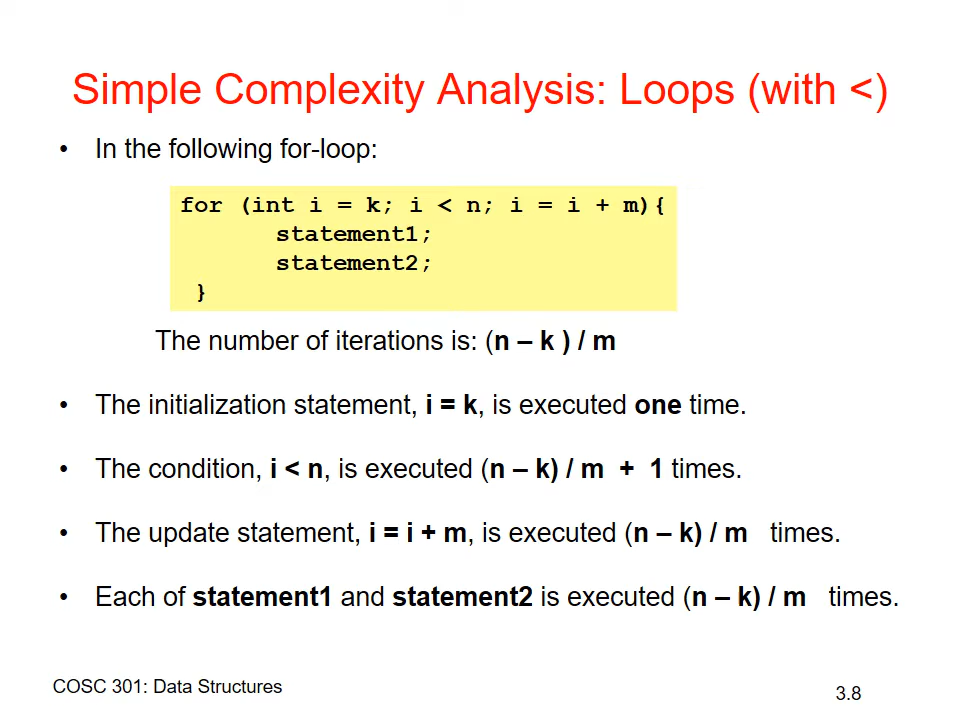 Simple Complexity Analysis: Loops (with <)
• In the following for-loop:
for (int i = k; i < n; i = i + m){
statement1;
statement2;
}
The number of iterations is: (n – k ) / m
• The initialization statement, i = k, is executed one time.
• The condition, i < n, is executed (n – k) / m + 1 times.
• The update statement, i = i + m, is executed (n – k) / m times.
• Each of statement1 and statement2 is executed (n – k) / m times.
COSC 301: Data Structures
3.8